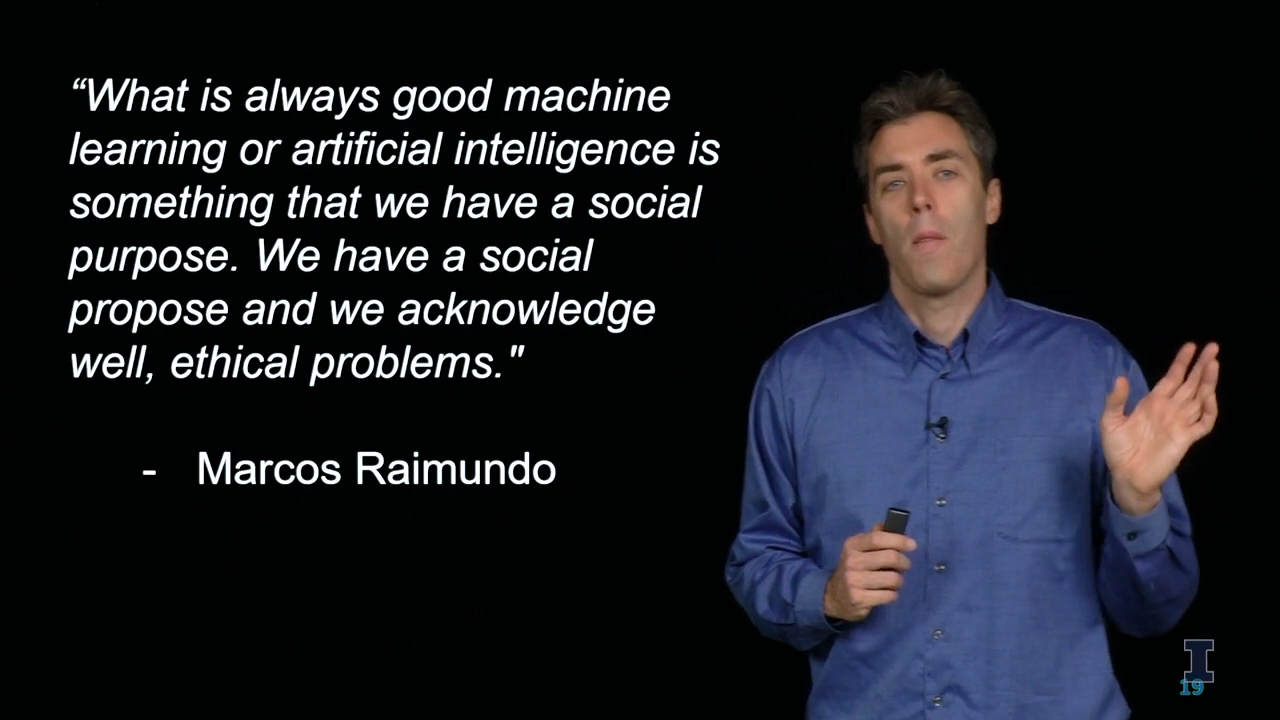 “What is always good machine
learning or artificial intelligence is
something that we have a social
purpose. We have a social
propose and we acknowledge
well, ethical problems."
- Marcos Raimundo
I
19